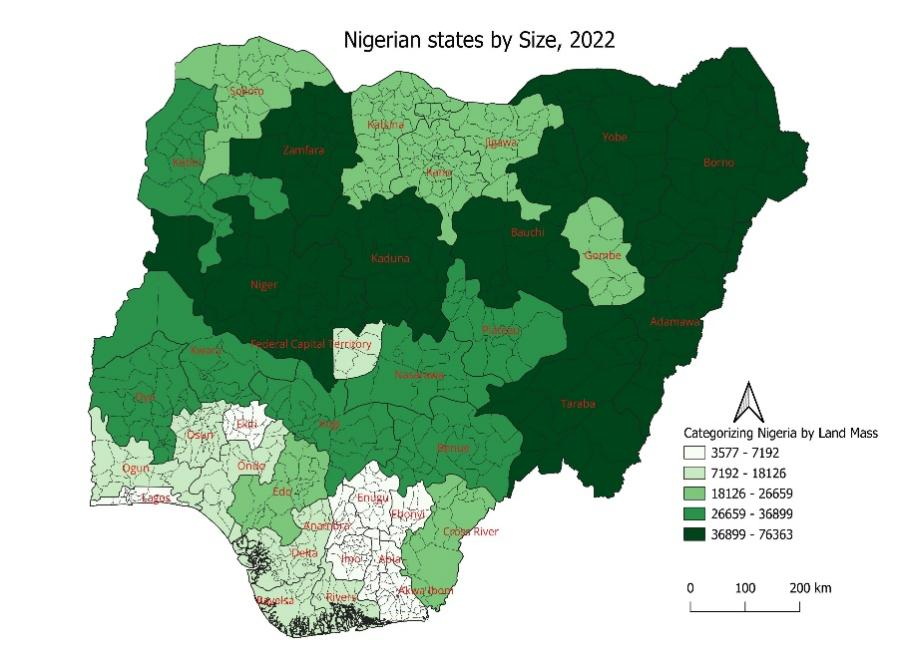 Nigerian states by Size, 2022
Sokoto
Katsina
Jigawa
Yobe
Zamfara
Kebbi
Kano
Borno
Bauchi
Kaduna
Gombe
Niger
Adamawa
Plateau
Federal Capital Territory
Kwara
Nasarawa
Oyo
Taraba
Kogi
Ekiti
Osun
Benue
Ogun
Ondo
Lagos
Edo
Enugu
Ebonyi
Anambra
Cross River
Delta
Imo
Abia
Akwa Ibom
Bayelsa
Rivers
Categorizing Nigeria by Land Mass
3577 - 7192
7192 - 18126
18126 - 26659
26659 - 36899
36899 - 76363
0 100 200 km